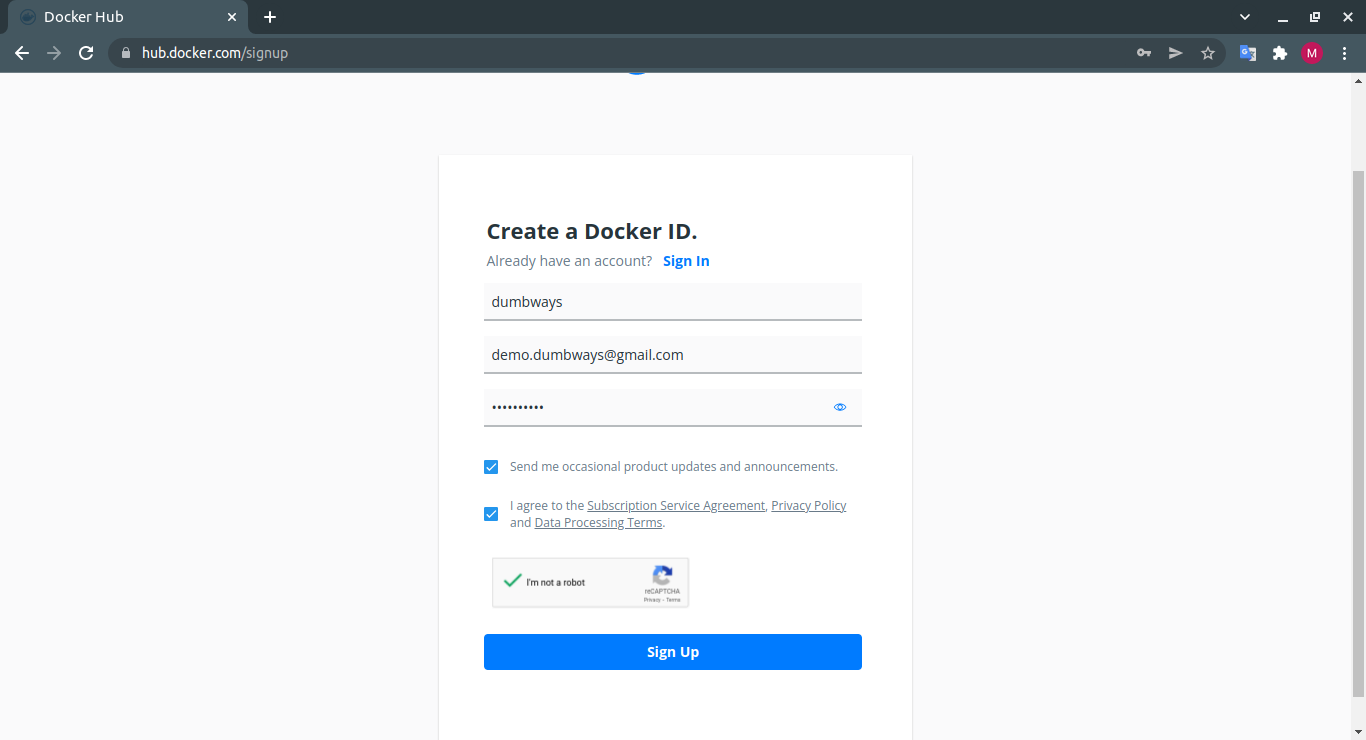 Docker Hub
hub.docker.com/signup
M
Create a Docker ID.
Already have an account? Sign In
dumbways
demo.dumbways@gmail.com
••••••••••
Send me occasional product updates and announcements.
I agree to the Subscription Service Agreement, Privacy Policy
and Data Processing Terms.
I'm not a robot
reCAPTCHA
Privacy - Terms
Sign Up